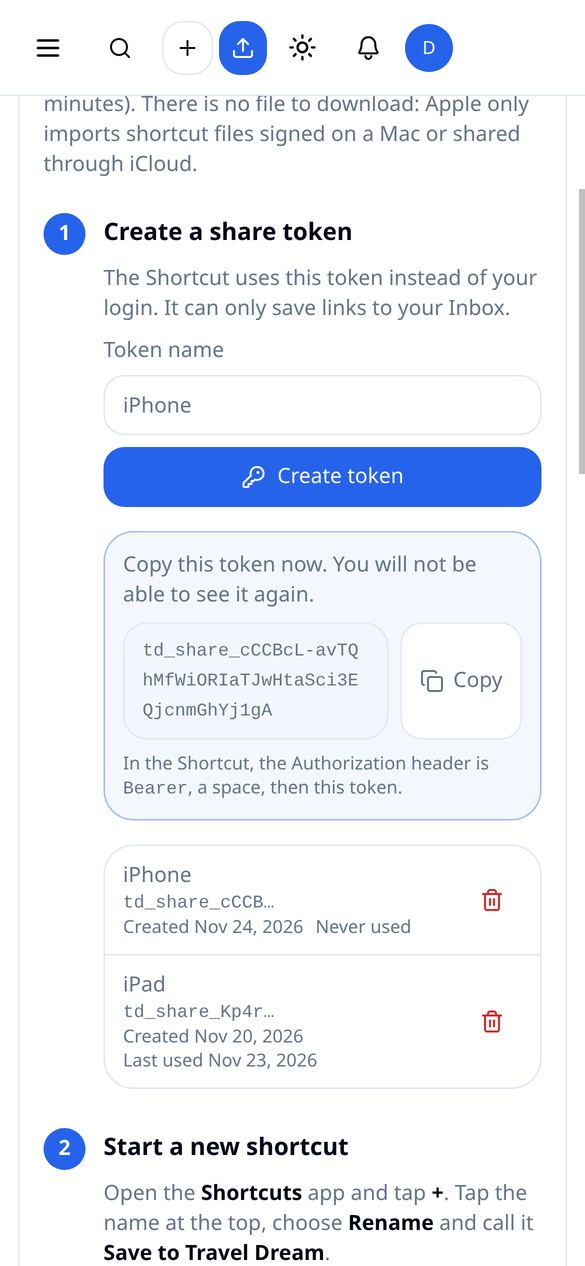 D
minutes). There is no file to download: Apple only
imports shortcut files signed on a Mac or shared
through iCloud.
1
Create a share token
The Shortcut uses this token instead of your
login. It can only save links to your Inbox.
Token name
iPhone
Create token
Copy this token now. You will not be
able to see it again.
td_share_cCCBcL-avTQ
hMfWiORIaTJwHtaSci3E
QjcnmGhYj1gA
Copy
In the Shortcut, the Authorization header is
Bearer, a space, then this token.
iPhone
td_share_cCCB…
Created Nov 24, 2026 Never used
iPad
td_share_Kp4r…
Created Nov 20, 2026
Last used Nov 23, 2026
2
Start a new shortcut
Open the Shortcuts app and tap +. Tap the
name at the top, choose Rename and call it
Save to Travel Dream.